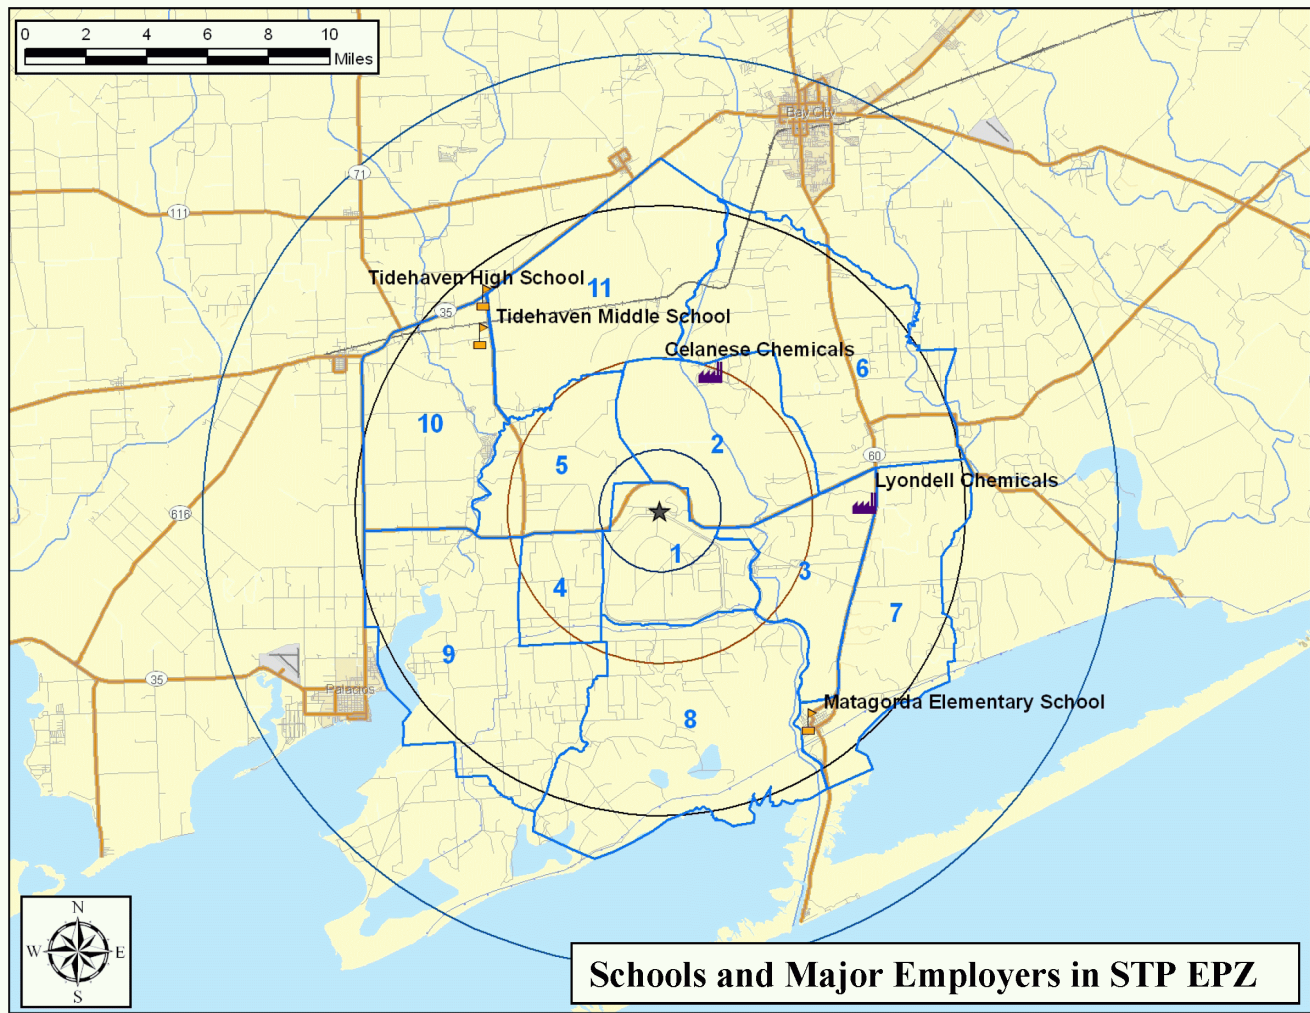 0 2 4 6 8 10
Miles
Bay City
71
111
Tidehaven High School
11
35
Tidehaven Middle School
Celanese Chemicals
6
10
2
5
60
Lyondell Chemicals
616
1
3
4
7
9
35
Palacios
Matagorda Elementary School
8
N
W E
S
Schools and Major Employers in STP EPZ